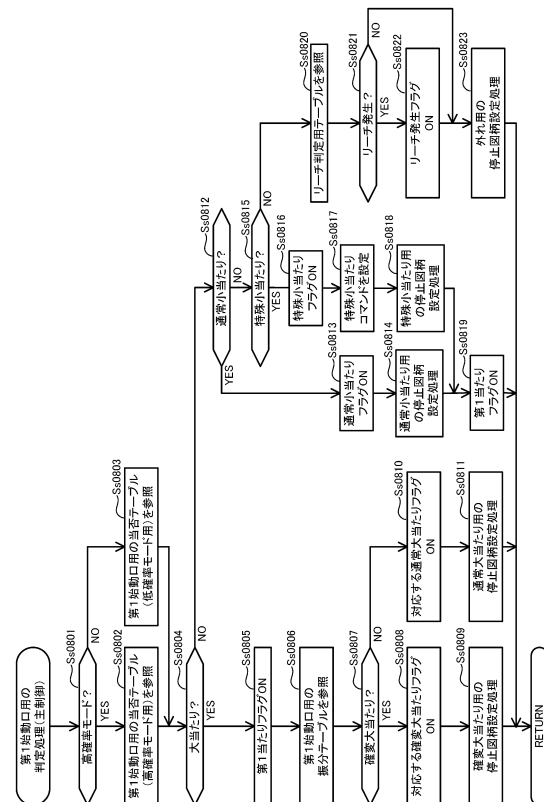 第1始動口用の
判定処理(主制御)
Ss0801
高確率モード?
NO
YES
Ss0802
第1始動口用の当否テーブル
(高確率モード用)を参照
Ss0803
第1始動口用の当否テーブル
(低確率モード用)を参照
Ss0804
大当たり?
NO
YES
Ss0805
第1当たりフラグON
Ss0806
第1始動口用の
振分テーブルを参照
Ss0807
確変大当たり?
NO
YES
Ss0808
対応する確変大当たりフラグ
ON
Ss0809
確変大当たり用の
停止図柄設定処理
Ss0810
対応する通常大当たりフラグ
ON
Ss0811
通常大当たり用の
停止図柄設定処理
Ss0812
通常小当たり?
YES
NO
Ss0813
通常小当たり
フラグON
Ss0814
通常小当たり用
の停止図柄
設定処理
Ss0815
特殊小当たり?
NO
YES
Ss0816
特殊小当たり
フラグON
Ss0817
特殊小当たり
コマンドを設定
Ss0818
特殊小当たり用
の停止図柄
設定処理
Ss0819
第1当たり
フラグON
Ss0820
リーチ判定用テーブルを参照
Ss0821
リーチ発生?
NO
YES
Ss0822
リーチ発生フラグ
ON
Ss0823
外れ用の
停止図柄設定処理
RETURN